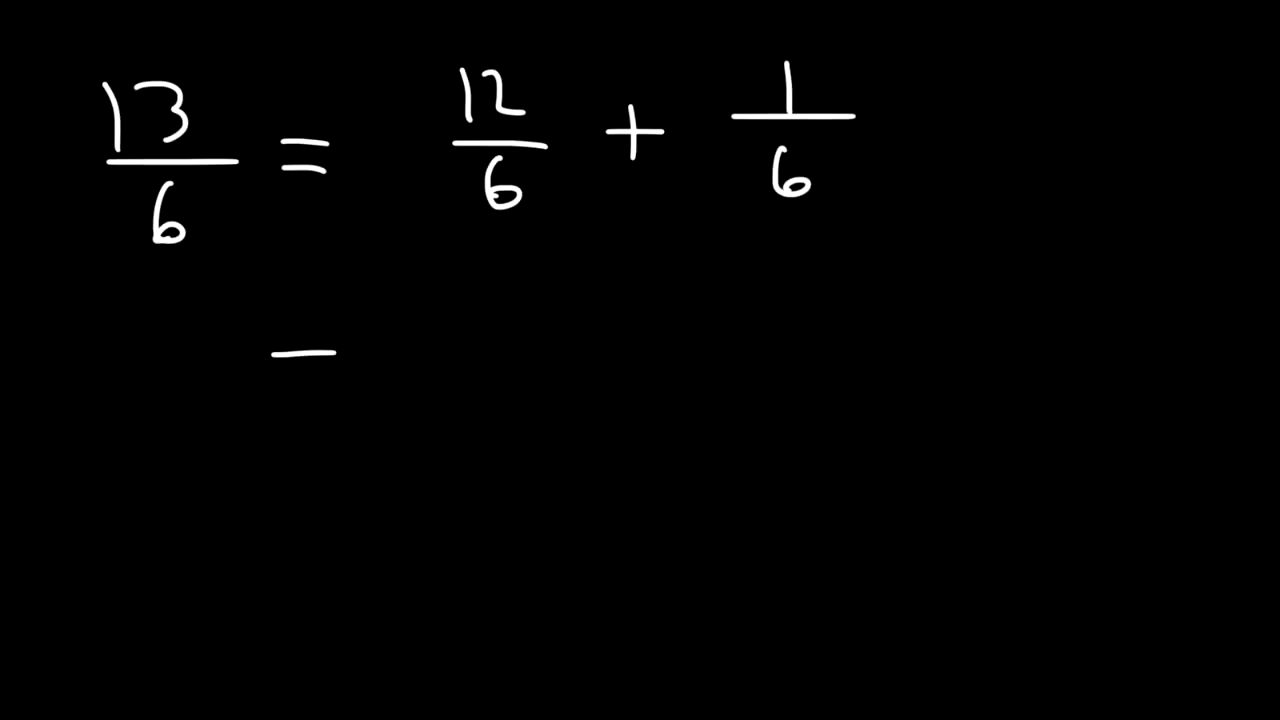 13/6 = 12/6 + 1/6
—